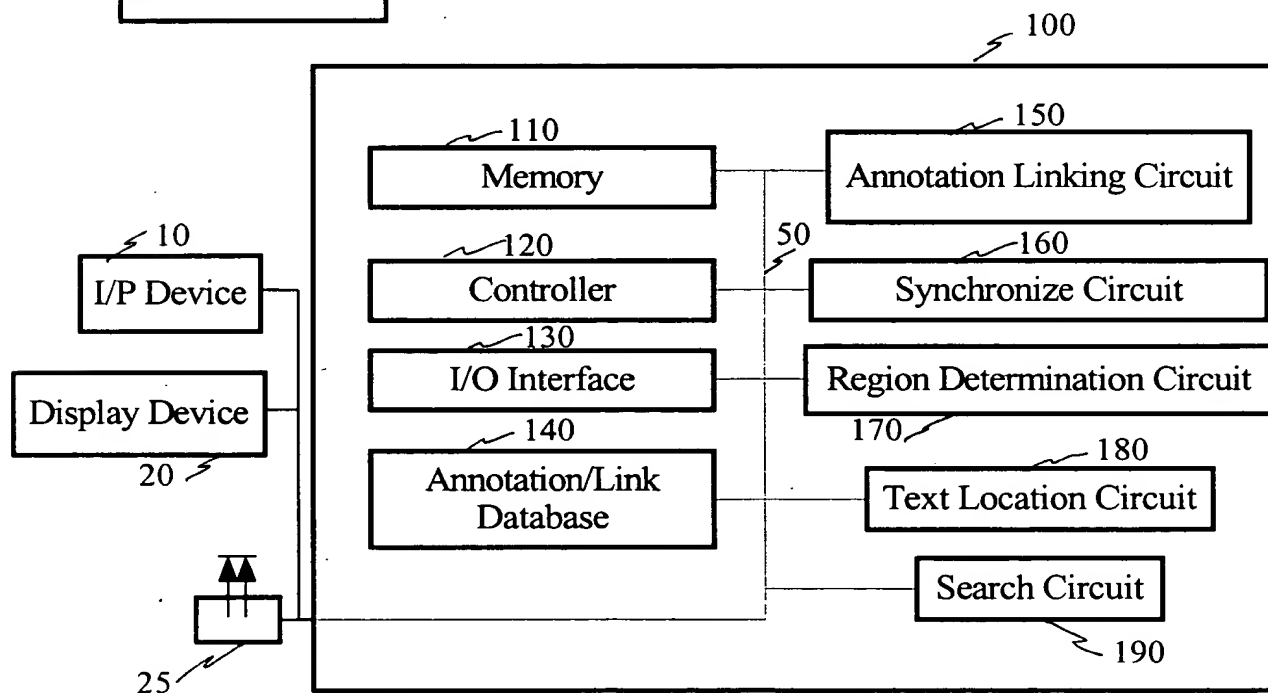 100
110
150
Memory
Annotation Linking Circuit
10
120
50
160
I/P Device
Controller
Synchronize Circuit
130
I/O Interface
Region Determination Circuit
Display Device
140
170
20
180
Annotation/Link
Database
Text Location Circuit
Search Circuit
25
190